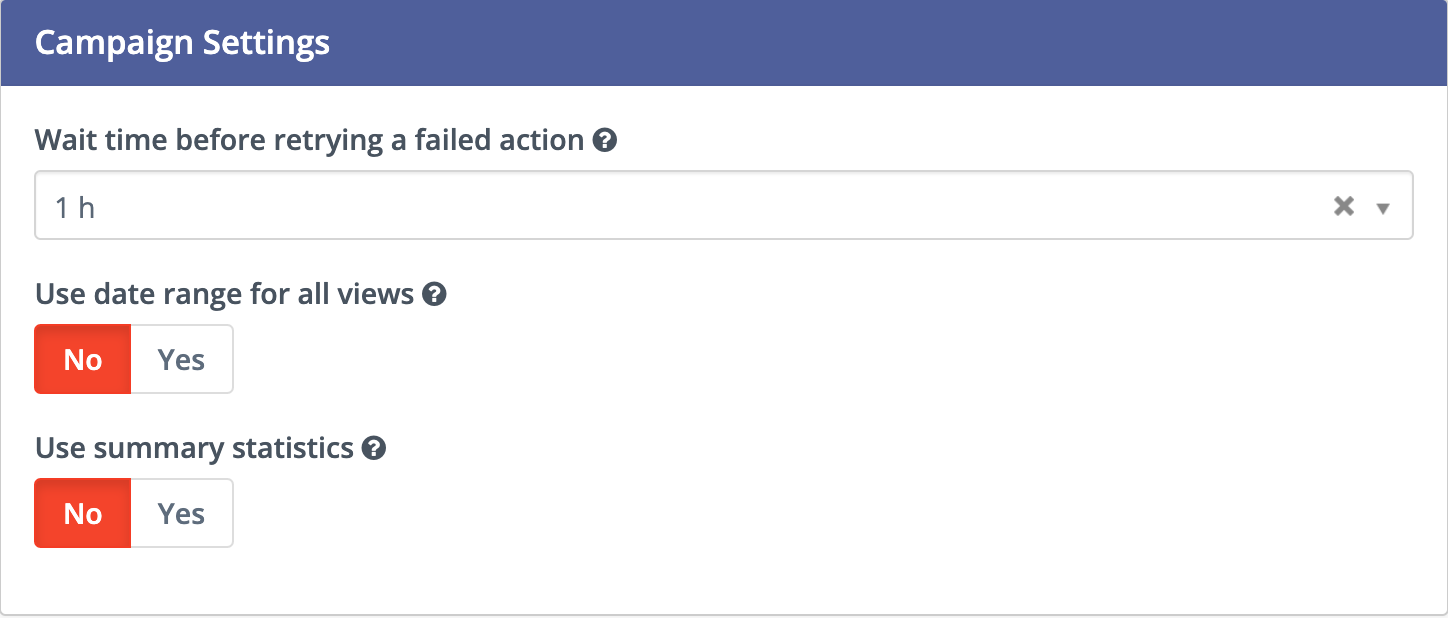 Campaign Settings
Wait time before retrying a failed action ?
1 h
Use date range for all views ?
No Yes
Use summary statistics ?
No Yes